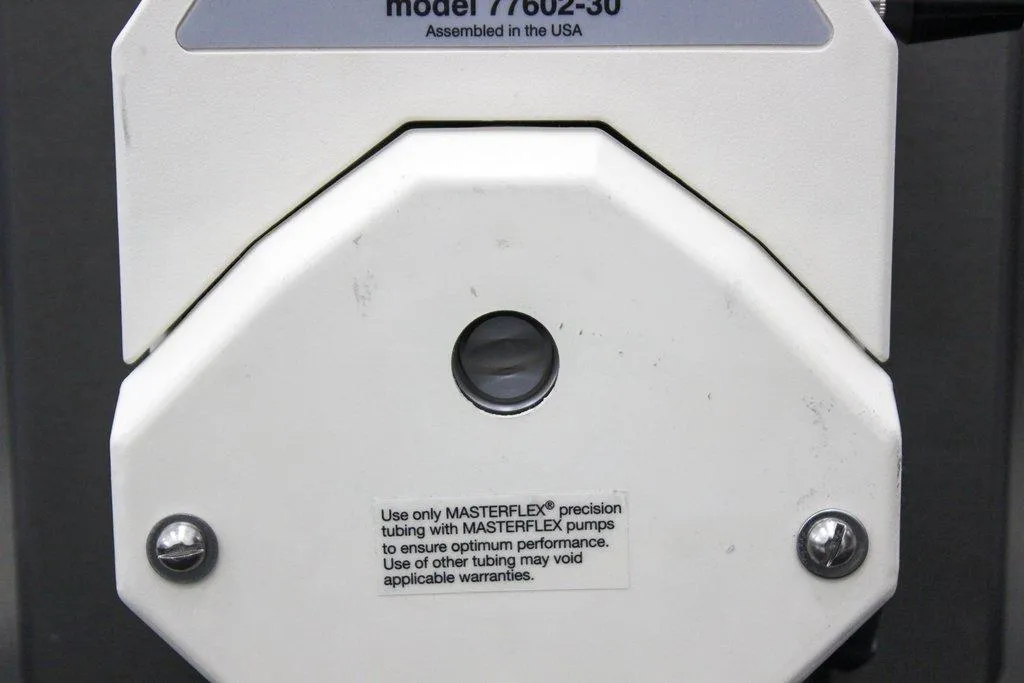 model 77602-30
Assembled in the USA
Use only MASTERFLEX® precision
tubing with MASTERFLEX pumps
to ensure optimum performance.
Use of other tubing may void
applicable warranties.